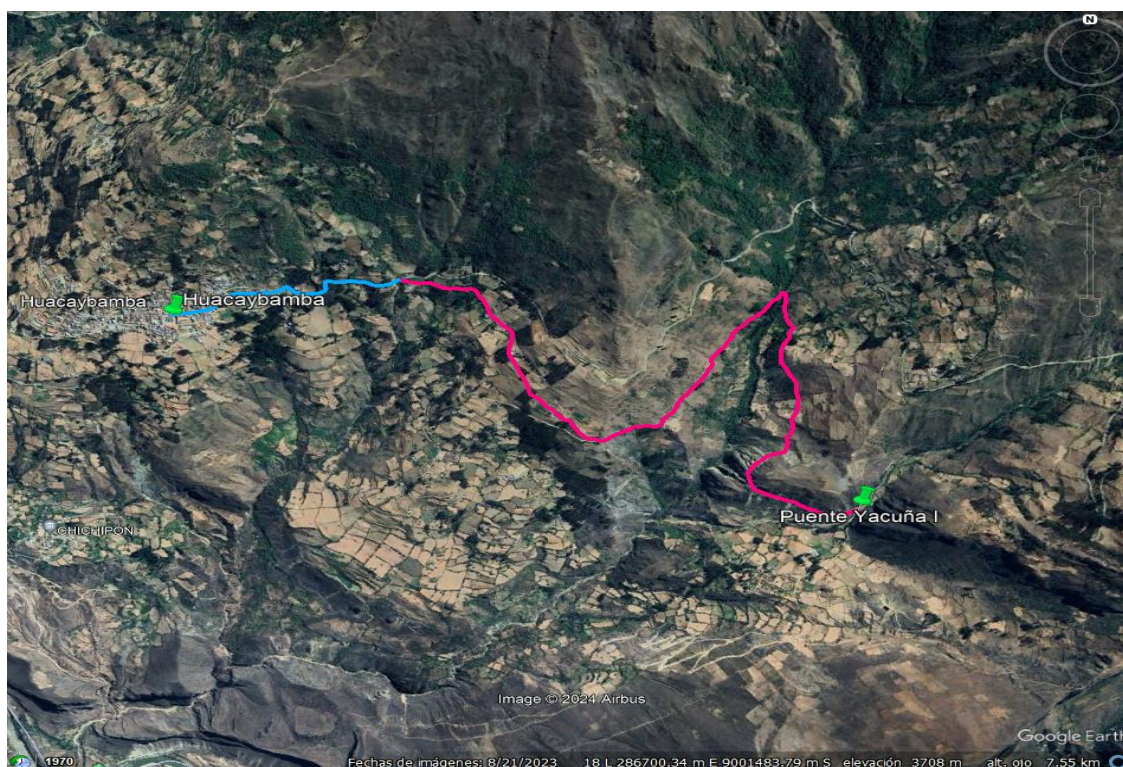 N
Huacaybamba
Huacaybamba
Puente Yacuña I
CHICHIPON
Image © 2024 Airbus
Google Earth
1970
Fechas de imágenes: 8/21/2023 18 L 286700.34 m E 9001483.79 m S elevación 3708 m alt. ojo 7.55 km